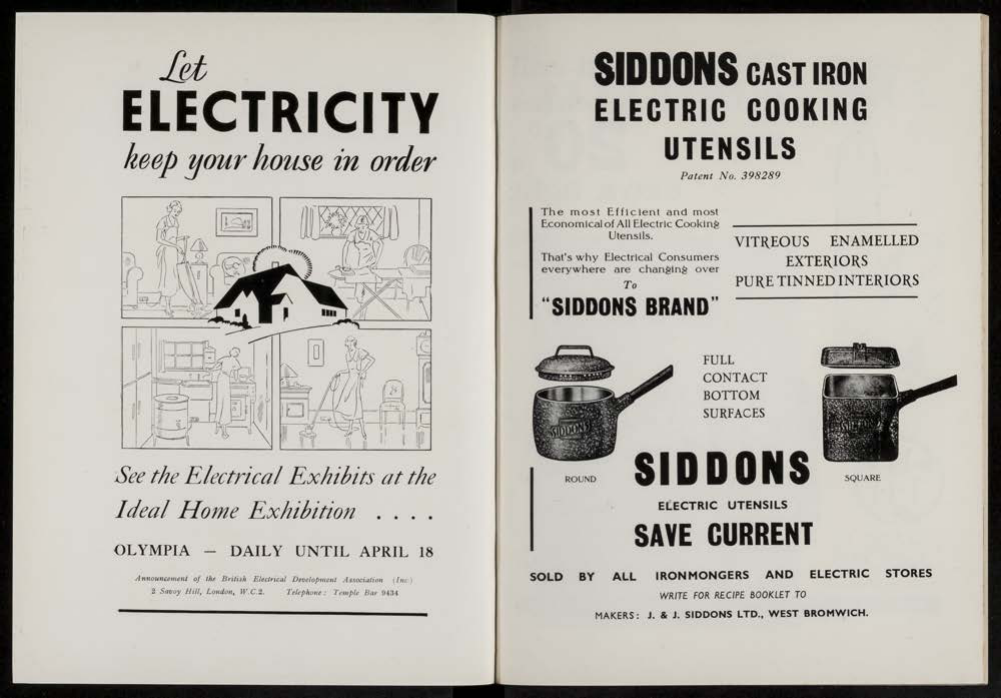 Let
ELECTRICITY
keep your house in order
See the Electrical Exhibits at the
Ideal Home Exhibition . . . .
OLYMPIA — DAILY UNTIL APRIL 18
Announcement of the British Electrical Development Association (Inc.)
2 Savoy Hill, London, W.C.2. Telephone: Temple Bar 9434
SIDDONS CAST IRON
ELECTRIC COOKING
UTENSILS
Patent No. 398289
The most Efficient and most
Economical of All Electric Cooking
Utensils.
That's why Electrical Consumers
everywhere are changing over
To
"SIDDONS BRAND"
VITREOUS ENAMELLED
EXTERIORS
PURE TINNED INTERIORS
FULL
CONTACT
BOTTOM
SURFACES
SIDDONS
ROUND
SQUARE
SIDDONS
ELECTRIC UTENSILS
SAVE CURRENT
SOLD BY ALL IRONMONGERS AND ELECTRIC STORES
WRITE FOR RECIPE BOOKLET TO
MAKERS: J. & J. SIDDONS LTD., WEST BROMWICH.